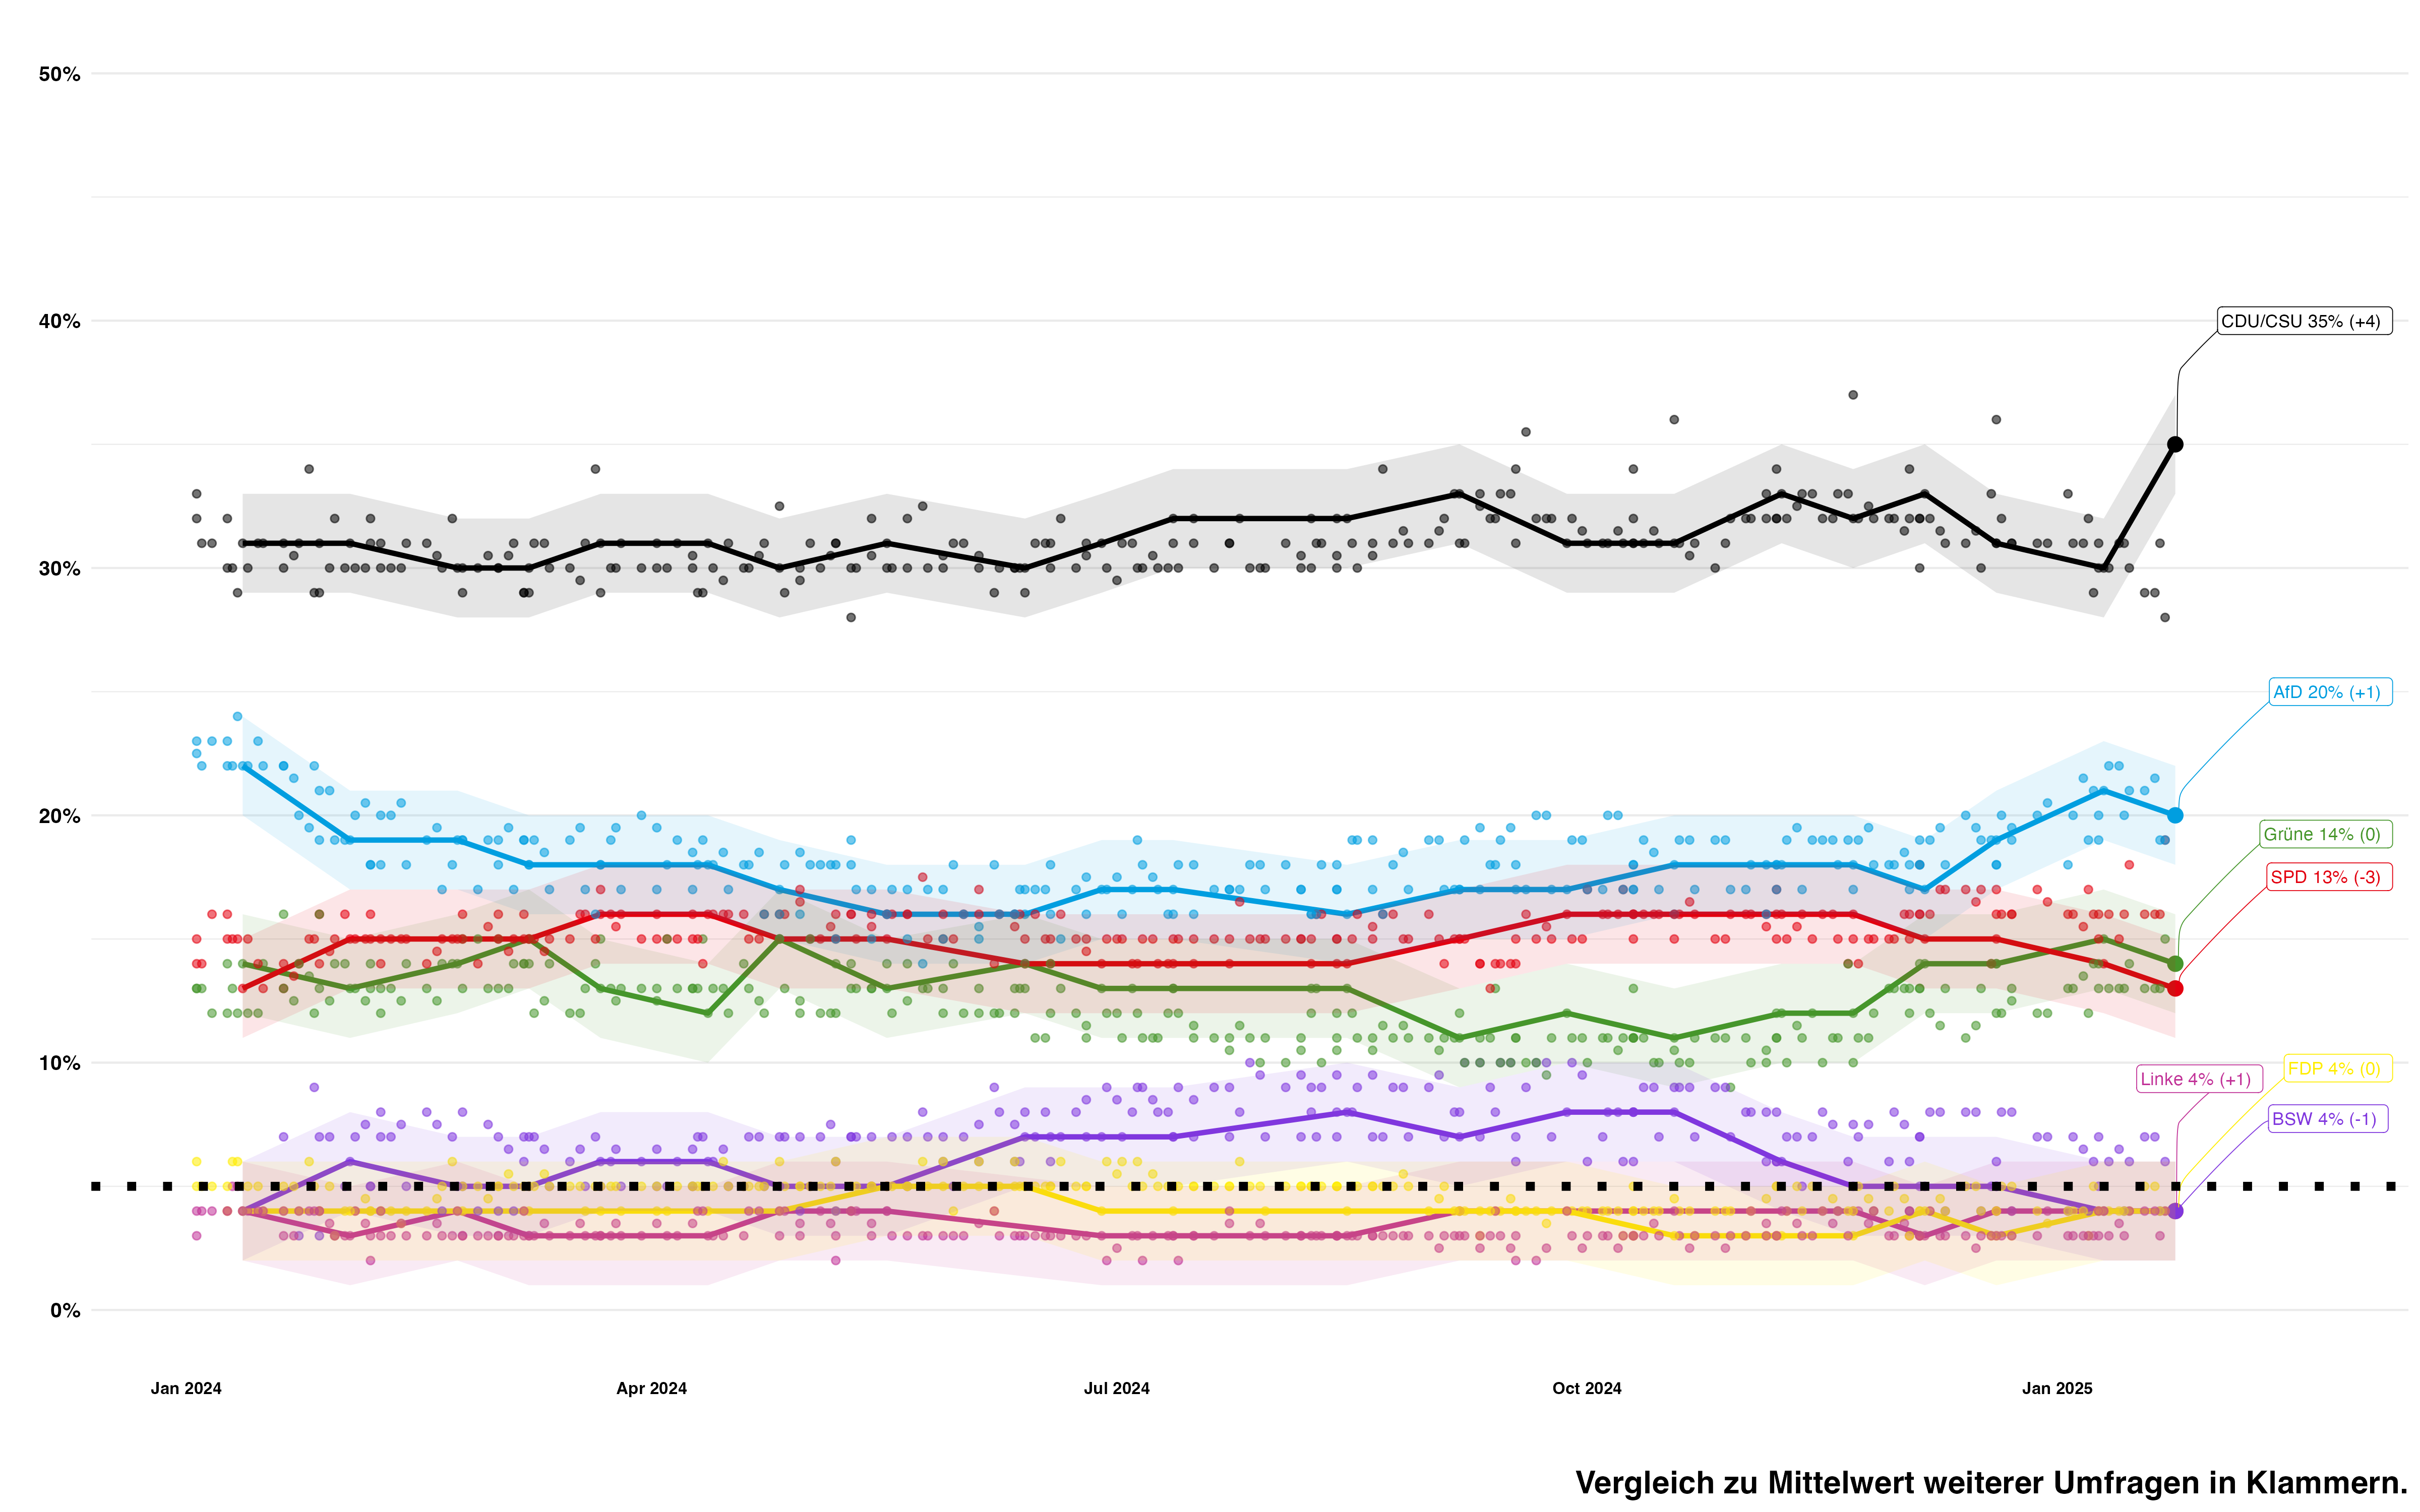 50%
40%
30%
20%
10%
0%
CDU/CSU 35% (+4)
AfD 20% (+1)
Grüne 14% (0)
SPD 13% (-3)
FDP 4% (0)
Linke 4% (+1)
BSW 4% (-1)
Jan 2024
Apr 2024
Jul 2024
Oct 2024
Jan 2025
Vergleich zu Mittelwert weiterer Umfragen in Klammern.